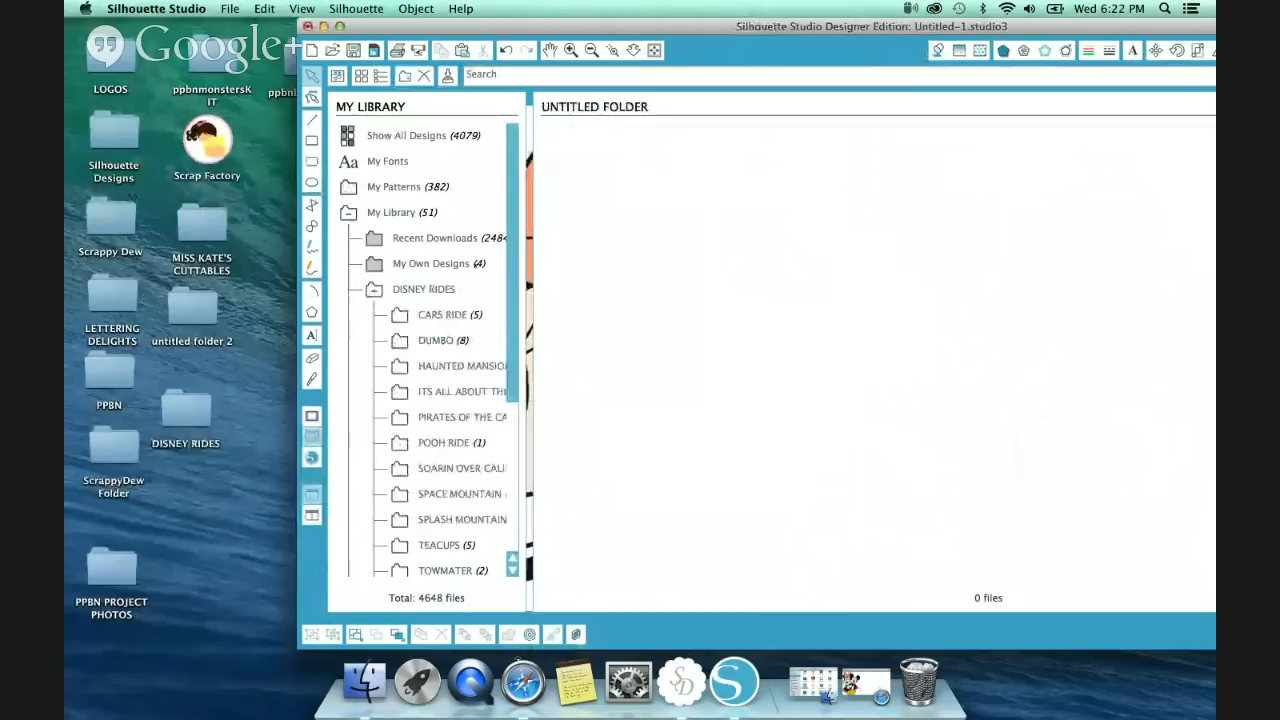 Silhouette Studio File Edit View Silhouette Object Help Wed 6:22 PM
Google+
Silhouette Studio Designer Edition: Untitled-1.studio3
LOGOS
ppbnmonstersK
IT
Silhouette
Designs
Scrap Factory
Scrappy Dew
MISS KATE'S
CUTTABLES
LETTERING
DELIGHTS
untitled folder 2
PPBN
DISNEY RIDES
ScrappyDew
Folder
PPBN PROJECT
PHOTOS
Search
MY LIBRARY
Show All Designs (4079)
Aa My Fonts
My Patterns (382)
My Library (51)
Recent Downloads (2484
My Own Designs (4)
DISNEY RIDES
CARS RIDE (5)
DUMBO (8)
HAUNTED MANSIO
ITS ALL ABOUT TH
PIRATES OF THE CA
POOH RIDE (1)
SOARIN OVER CALI
SPACE MOUNTAIN
SPLASH MOUNTAIN
TEACUPS (5)
TOWMATER (2)
Total: 4648 files
UNTITLED FOLDER
0 files